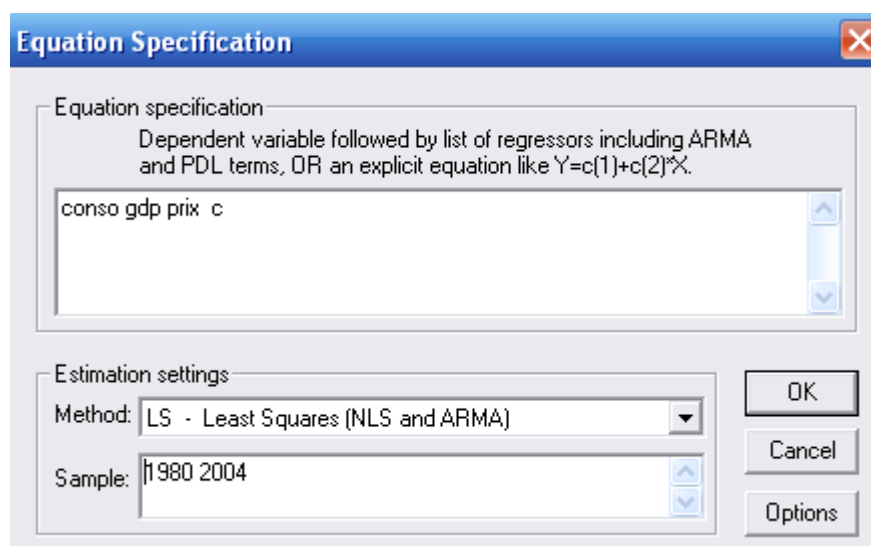 Equation Specification
Equation specification
Dependent variable followed by list of regressors including ARMA
and PDL terms, OR an explicit equation like Y=c(1)+c(2)*X.
conso gdp prix c
Estimation settings
Method: LS - Least Squares (NLS and ARMA)
Sample: 1980 2004
OK
Cancel
Options